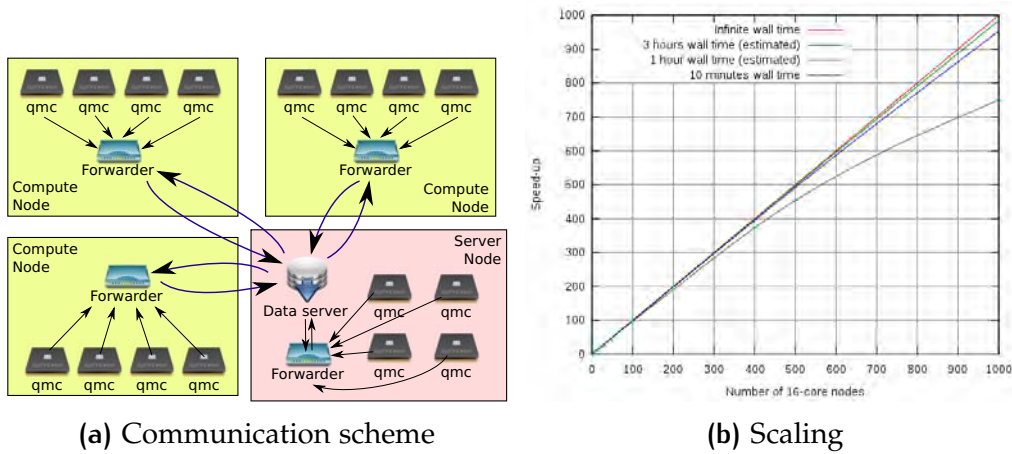 qmc qmc qmc qmc
Forwarder
Compute
Node
qmc qmc qmc qmc
Forwarder
Compute
Node
Compute
Node
Forwarder
qmc qmc qmc qmc
Server
Node
Data server
qmc qmc
Forwarder
qmc qmc
(a) Communication scheme
1000
900
800
700
600
500
400
300
200
100
0
Speed-up
Infinite wall time
3 hours wall time (estimated)
1 hour wall time (estimated)
10 minutes wall time
0 100 200 300 400 500 600 700 800 900 1000
Number of 16-core nodes
(b) Scaling